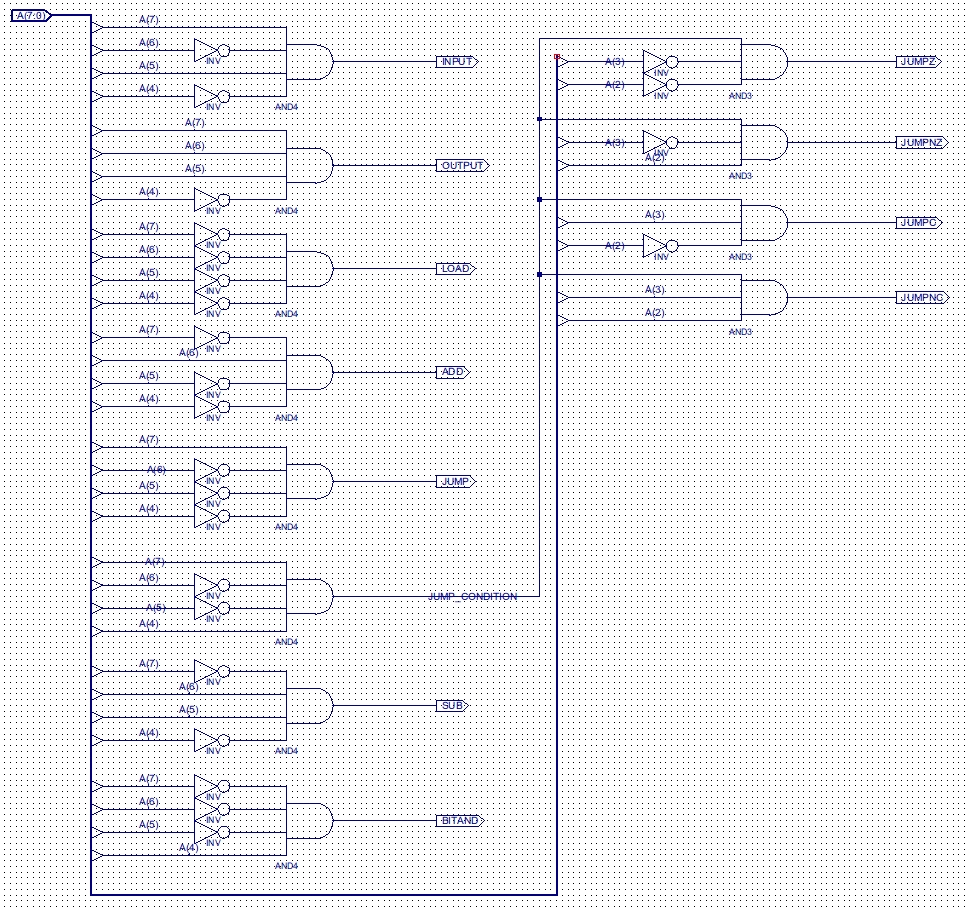 A(7:0)
A(7)
A(6)
INV
A(5)
A(4)
INV
AND4
INPUT
A(7)
A(6)
A(5)
A(4)
INV
AND4
OUTPUT
A(7)
INV
A(6)
INV
A(5)
INV
A(4)
INV
AND4
LOAD
A(7)
INV
A(6)
A(5)
INV
A(4)
INV
AND4
ADD
A(7)
A(6)
INV
A(5)
INV
A(4)
INV
AND4
JUMP
A(7)
A(6)
INV
A(5)
INV
A(4)
AND4
JUMP_CONDITION
A(7)
INV
A(6)
A(5)
A(4)
INV
AND4
SUB
A(7)
INV
A(6)
INV
A(5)
INV
A(4)
AND4
BITAND
A(3)
INV
A(2)
INV
AND3
JUMPZ
A(3)
INV
A(2)
AND3
JUMPNZ
A(3)
A(2)
INV
AND3
JUMPC
A(3)
A(2)
AND3
JUMPNC